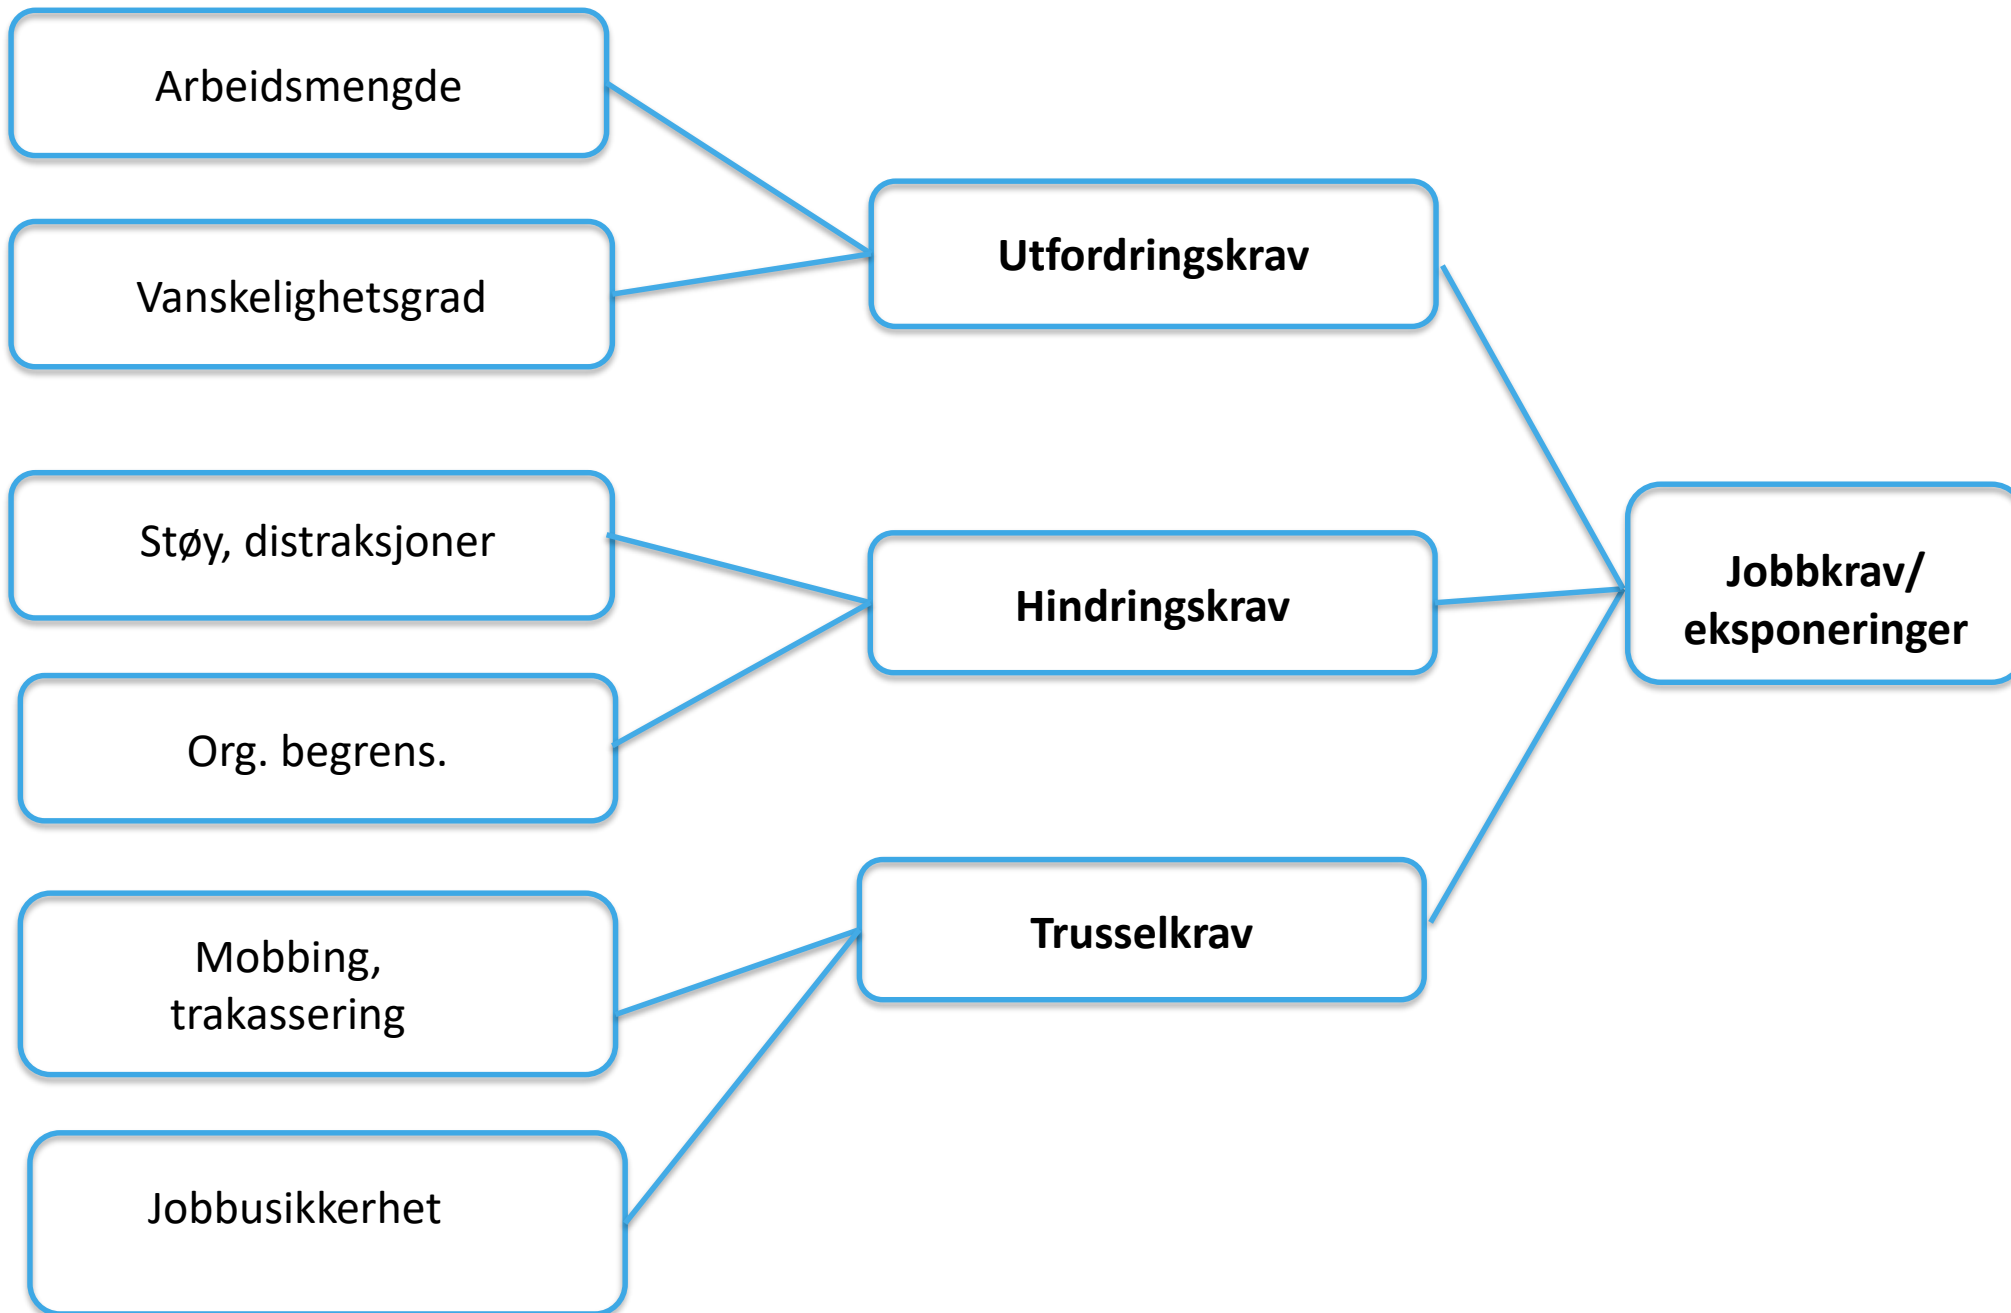 Arbeidsmengde
Vanskelighetsgrad
Støy, distraksjoner
Org. begrens.
Mobbing,
trakassering
Jobbusikkerhet
Utfordringskrav
Hindringskrav
Trusselkrav
Jobbkrav/
eksponeringer